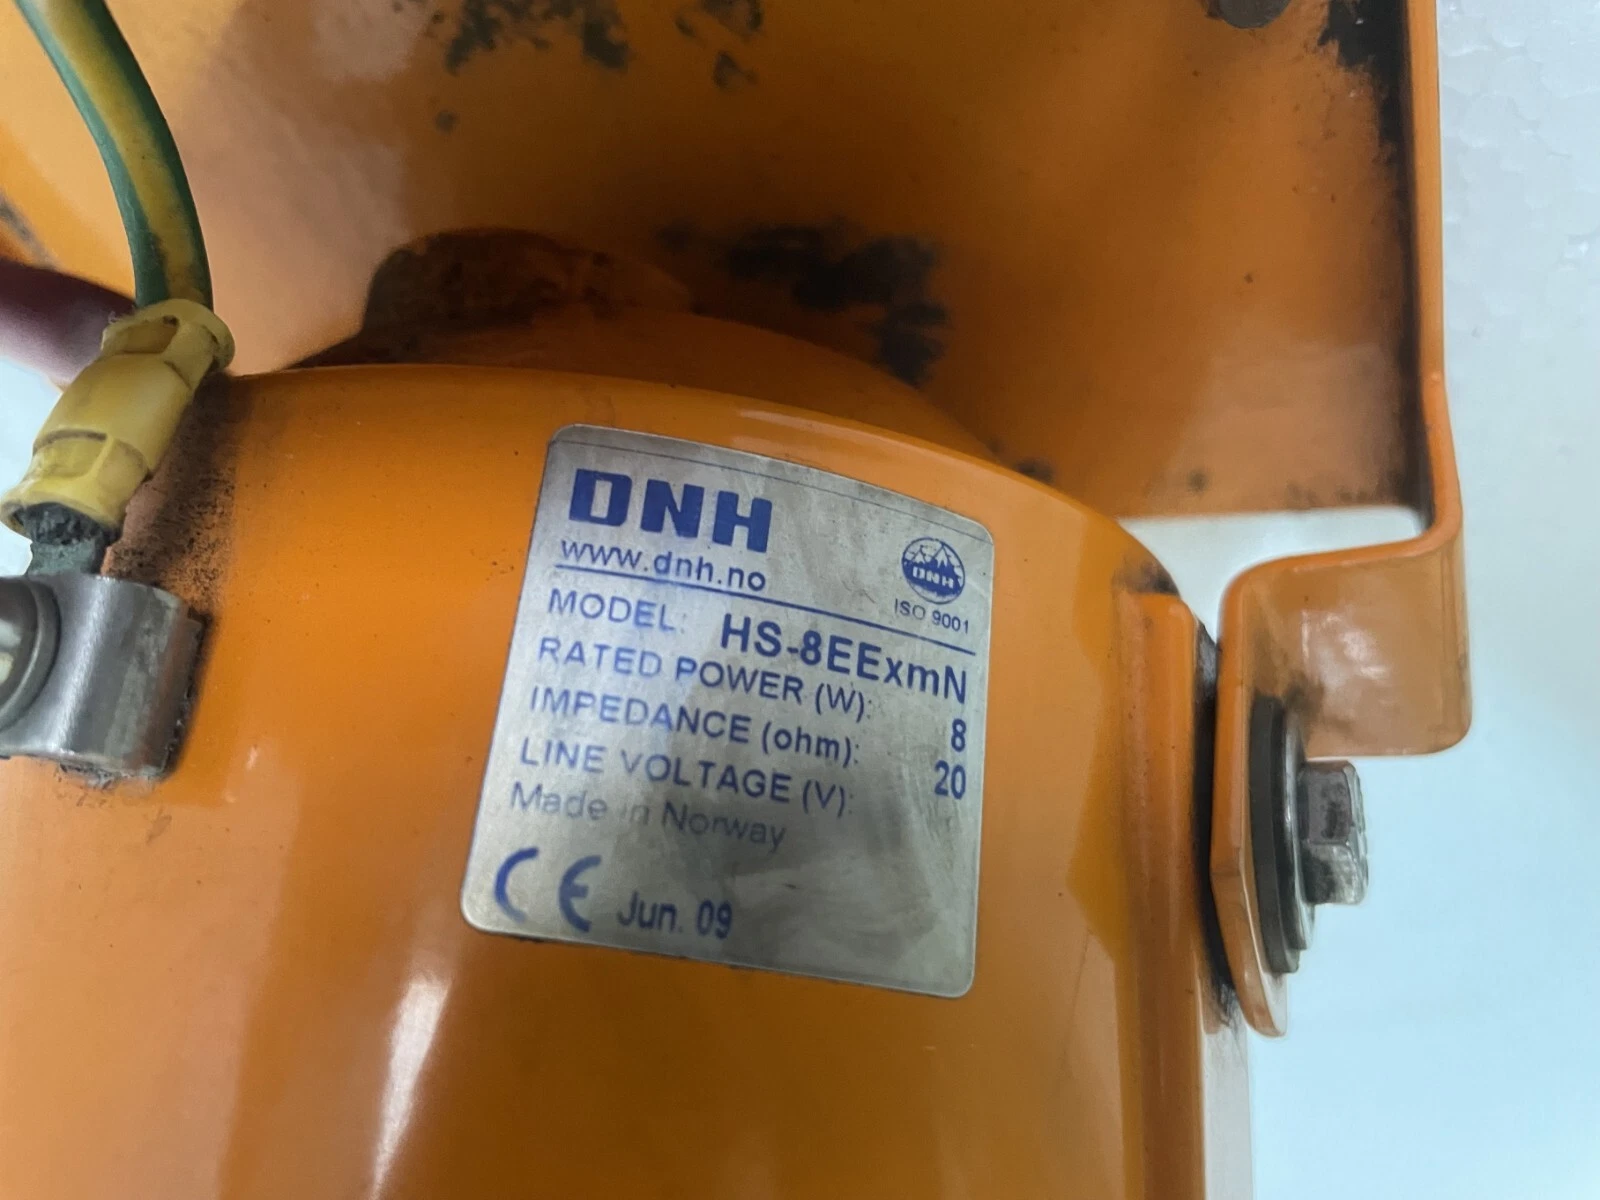 DNH
www.dnh.no
DNH
ISO 9001
MODEL: HS-8EExmN
RATED POWER (W): 8
IMPEDANCE (ohm): 20
LINE VOLTAGE (V):
Made in Norway
CE Jun. 09